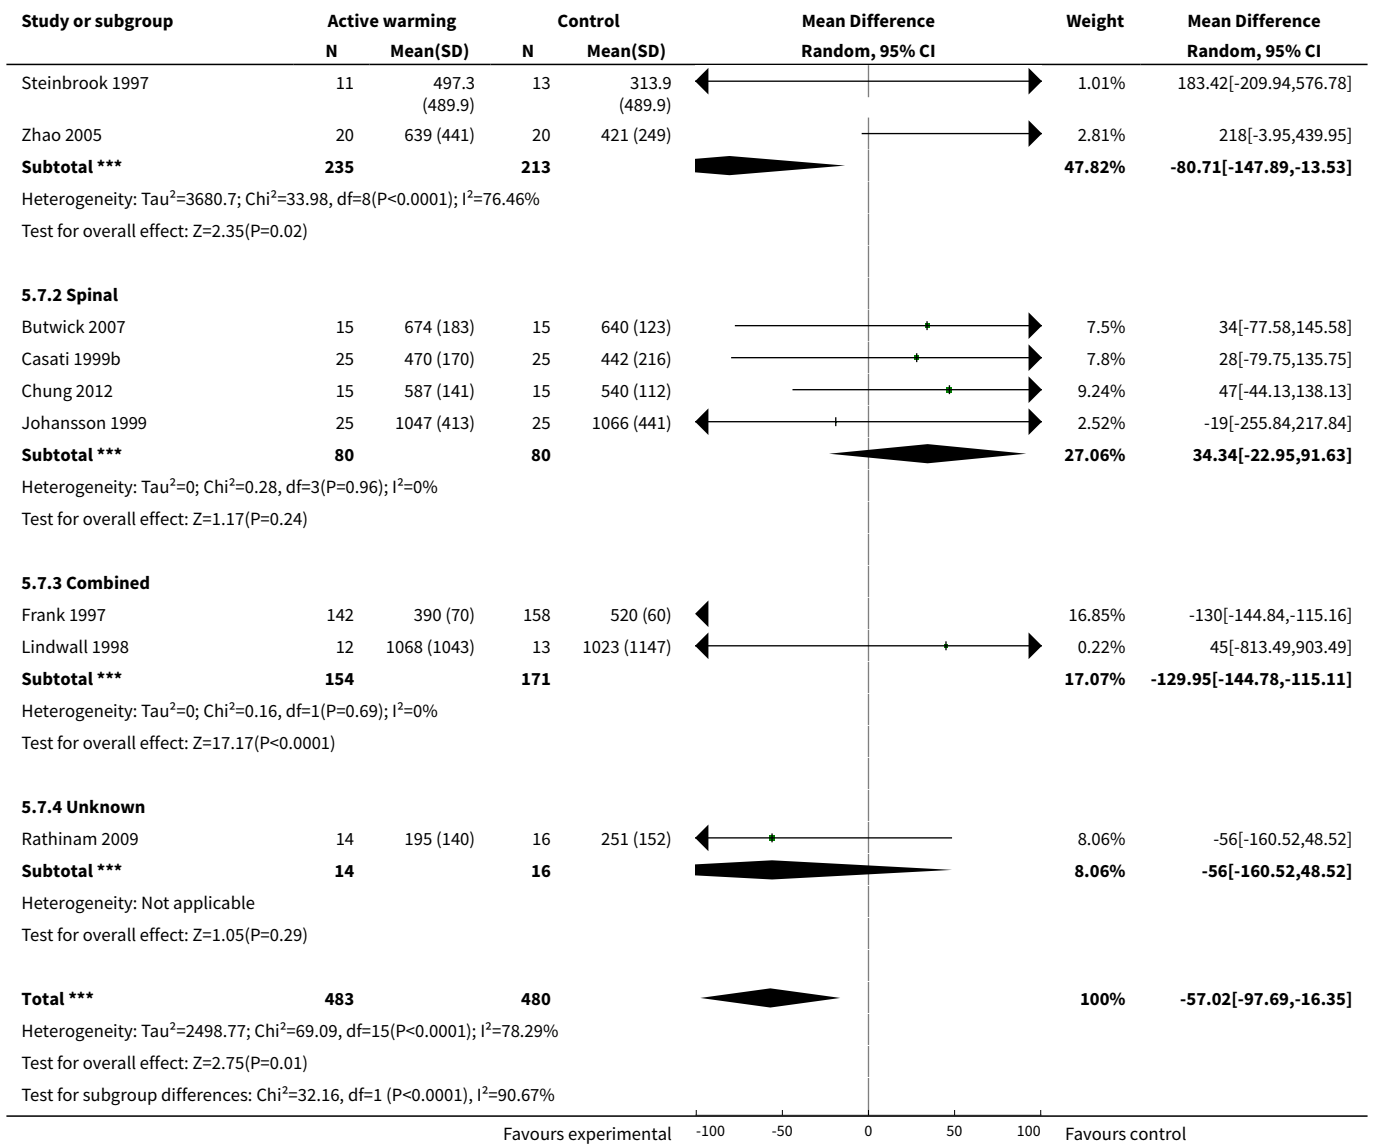 Study or subgroup Active warming Control Mean Difference Weight Mean Difference
N Mean(SD) N Mean(SD) Random, 95% CI Random, 95% CI
Steinbrook 1997 11 497.3 13 313.9 1.01% 183.42[-209.94,576.78]
(489.9) (489.9)
Zhao 2005 20 639 (441) 20 421 (249) 2.81% 218[-3.95,439.95]
Subtotal *** 235 213 47.82% -80.71[-147.89,-13.53]
Heterogeneity: Tau²=3680.7; Chi²=33.98, df=8(P<0.0001); I²=76.46%
Test for overall effect: Z=2.35(P=0.02)
5.7.2 Spinal
Butwick 2007 15 674 (183) 15 640 (123) 7.5% 34[-77.58,145.58]
Casati 1999b 25 470 (170) 25 442 (216) 7.8% 28[-79.75,135.75]
Chung 2012 15 587 (141) 15 540 (112) 9.24% 47[-44.13,138.13]
Johansson 1999 25 1047 (413) 25 1066 (441) 2.52% -19[-255.84,217.84]
Subtotal *** 80 80 27.06% 34.34[-22.95,91.63]
Heterogeneity: Tau²=0; Chi²=0.28, df=3(P=0.96); I²=0%
Test for overall effect: Z=1.17(P=0.24)
5.7.3 Combined
Frank 1997 142 390 (70) 158 520 (60) 16.85% -130[-144.84,-115.16]
Lindwall 1998 12 1068 (1043) 13 1023 (1147) 0.22% 45[-813.49,903.49]
Subtotal *** 154 171 17.07% -129.95[-144.78,-115.11]
Heterogeneity: Tau²=0; Chi²=0.16, df=1(P=0.69); I²=0%
Test for overall effect: Z=17.17(P<0.0001)
5.7.4 Unknown
Rathinam 2009 14 195 (140) 16 251 (152) 8.06% -56[-160.52,48.52]
Subtotal *** 14 16 8.06% -56[-160.52,48.52]
Heterogeneity: Not applicable
Test for overall effect: Z=1.05(P=0.29)
Total *** 483 480 100% -57.02[-97.69,-16.35]
Heterogeneity: Tau²=2498.77; Chi²=69.09, df=15(P<0.0001); I²=78.29%
Test for overall effect: Z=2.75(P=0.01)
Test for subgroup differences: Chi²=32.16, df=1 (P<0.0001), I²=90.67%
Favours experimental -100 -50 0 50 100 Favours control